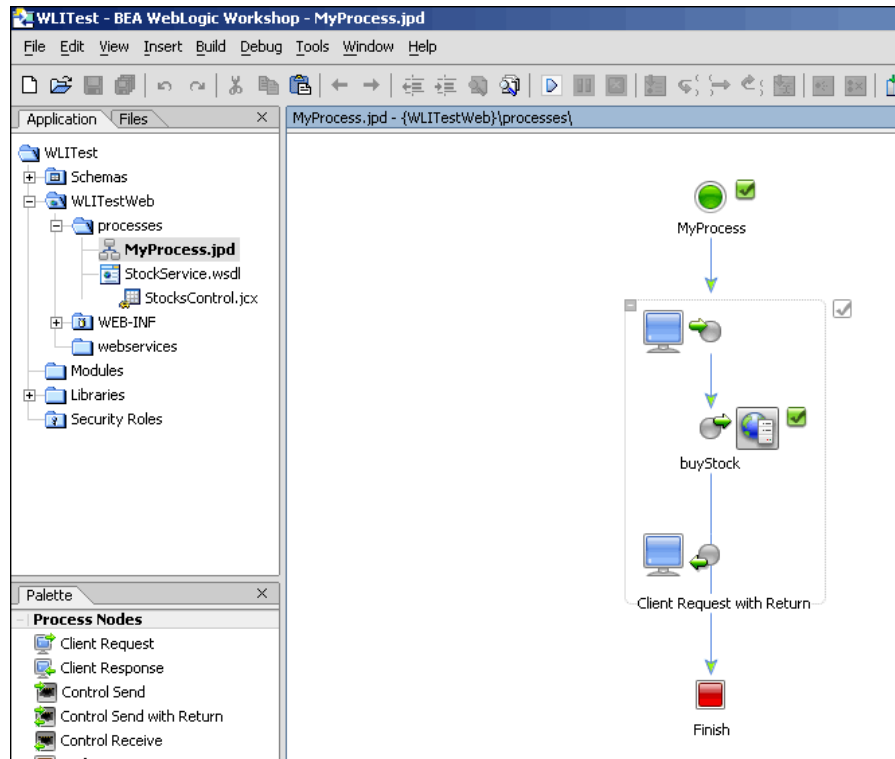 WLITest - BEA WebLogic Workshop - MyProcess.jpd
File Edit View Insert Build Debug Tools Window Help
Application Files
WLITest
Schemas
WLITestWeb
processes
MyProcess.jpd
StockService.wsdl
StocksControl.jcx
WEB-INF
webservices
Modules
Libraries
Security Roles
Palette
Process Nodes
Client Request
Client Response
Control Send
Control Send with Return
Control Receive
MyProcess.jpd - {WLITestWeb}\processes\
MyProcess
buyStock
Client Request with Return
Finish